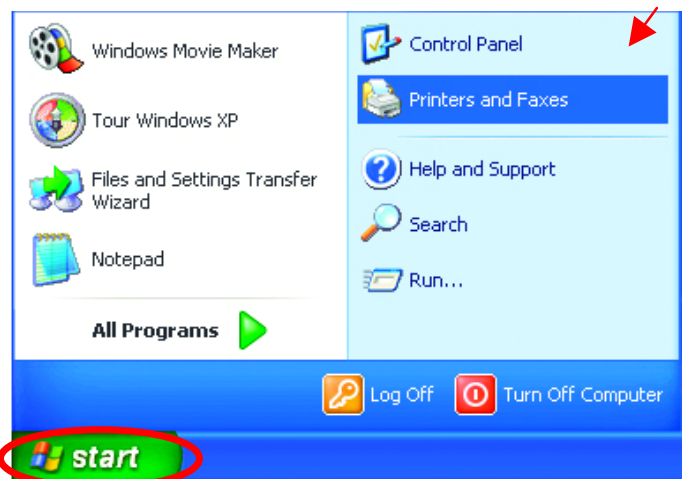 Windows Movie Maker
Tour Windows XP
Files and Settings Transfer
Wizard
Notepad
All Programs
Control Panel
Printers and Faxes
Help and Support
Search
Run...
Log Off
Turn Off Computer
start